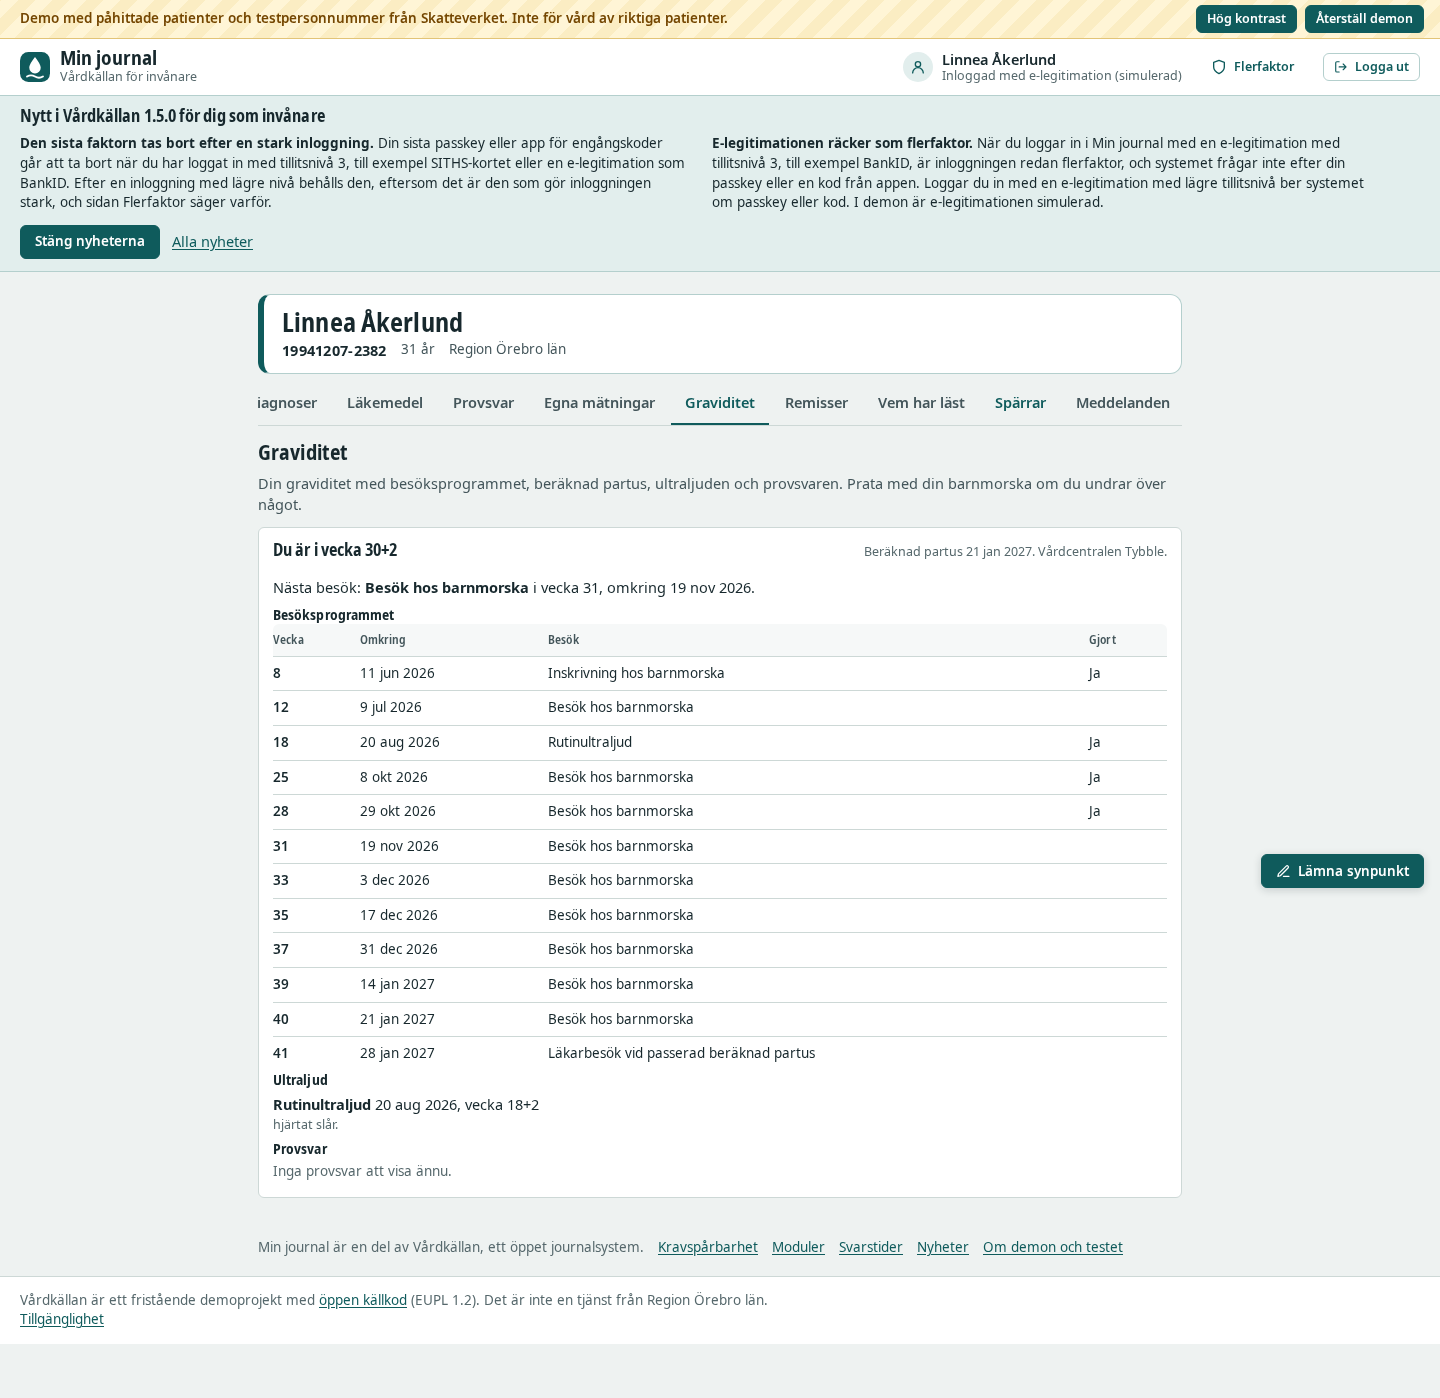 Demo med påhittade patienter och testpersonnummer från Skatteverket. Inte för vård av riktiga patienter.
Hög kontrast
Återställ demon
Min journal
Vårdkällan för invånare
Linnea Åkerlund
Inloggad med e-legitimation (simulerad)
Flerfaktor
Logga ut
Nytt i Vårdkällan 1.5.0 för dig som invånare
Den sista faktorn tas bort efter en stark inloggning. Din sista passkey eller app för engångskoder
går att ta bort när du har loggat in med tillitsnivå 3, till exempel SITHS-kortet eller en e-legitimation som
BankID. Efter en inloggning med lägre nivå behålls den, eftersom det är den som gör inloggningen
stark, och sidan Flerfaktor säger varför.
E-legitimationen räcker som flerfaktor. När du loggar in i Min journal med en e-legitimation med
tillitsnivå 3, till exempel BankID, är inloggningen redan flerfaktor, och systemet frågar inte efter din
passkey eller en kod från appen. Loggar du in med en e-legitimation med lägre tillitsnivå ber systemet
om passkey eller kod. I demon är e-legitimationen simulerad.
Stäng nyheterna
Alla nyheter
Linnea Åkerlund
19941207-2382 31 år Region Örebro län
iagnoser Läkemedel Provsvar Egna mätningar Graviditet Remisser Vem har läst Spärrar Meddelanden
Graviditet
Din graviditet med besöksprogrammet, beräknad partus, ultraljuden och provsvaren. Prata med din barnmorska om du undrar över
något.
Du är i vecka 30+2
Beräknad partus 21 jan 2027. Vårdcentralen Tybble.
Nästa besök: Besök hos barnmorska i vecka 31, omkring 19 nov 2026.
Besöksprogrammet
Vecka Omkring Besök Gjort
8 11 jun 2026 Inskrivning hos barnmorska Ja
12 9 jul 2026 Besök hos barnmorska
18 20 aug 2026 Rutinultraljud Ja
25 8 okt 2026 Besök hos barnmorska Ja
28 29 okt 2026 Besök hos barnmorska Ja
31 19 nov 2026 Besök hos barnmorska
33 3 dec 2026 Besök hos barnmorska
35 17 dec 2026 Besök hos barnmorska
37 31 dec 2026 Besök hos barnmorska
39 14 jan 2027 Besök hos barnmorska
40 21 jan 2027 Besök hos barnmorska
41 28 jan 2027 Läkarbesök vid passerad beräknad partus
Ultraljud
Rutinultraljud 20 aug 2026, vecka 18+2
hjärtat slår.
Provsvar
Inga provsvar att visa ännu.
Lämna synpunkt
Min journal är en del av Vårdkällan, ett öppet journalsystem. Kravspårbarhet Moduler Svarstider Nyheter Om demon och testet
Vårdkällan är ett fristående demoprojekt med öppen källkod (EUPL 1.2). Det är inte en tjänst från Region Örebro län.
Tillgänglighet